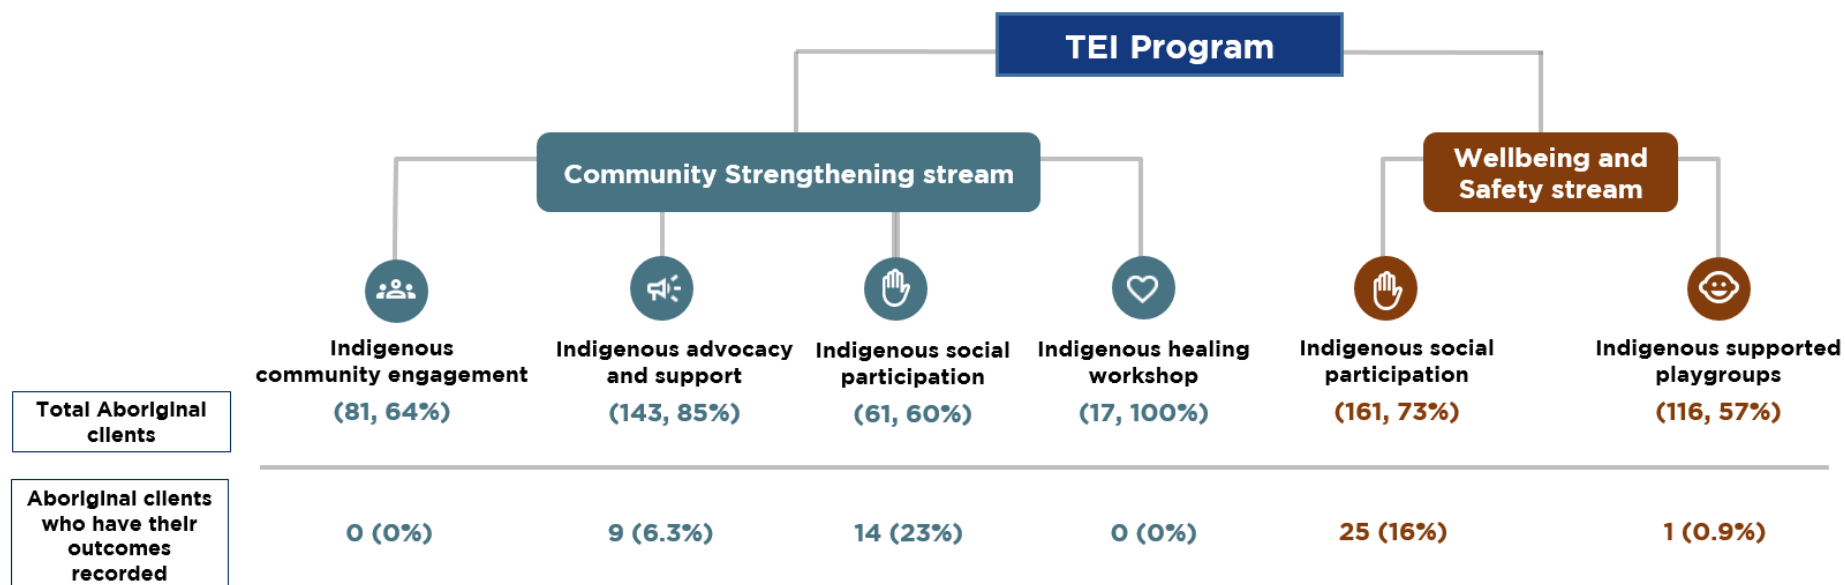 TEI Program
Community Strengthening stream
Wellbeing and
Safety stream
Indigenous
community engagement
(81, 64%)
Indigenous advocacy
and support
(143, 85%)
Indigenous social
participation
(61, 60%)
Indigenous healing
workshop
(17, 100%)
Indigenous social
participation
(161, 73%)
Indigenous supported
playgroups
(116, 57%)
Total Aboriginal
clients
Aboriginal clients
who have their
outcomes
recorded
0 (0%)
9 (6.3%)
14 (23%)
0 (0%)
25 (16%)
1 (0.9%)